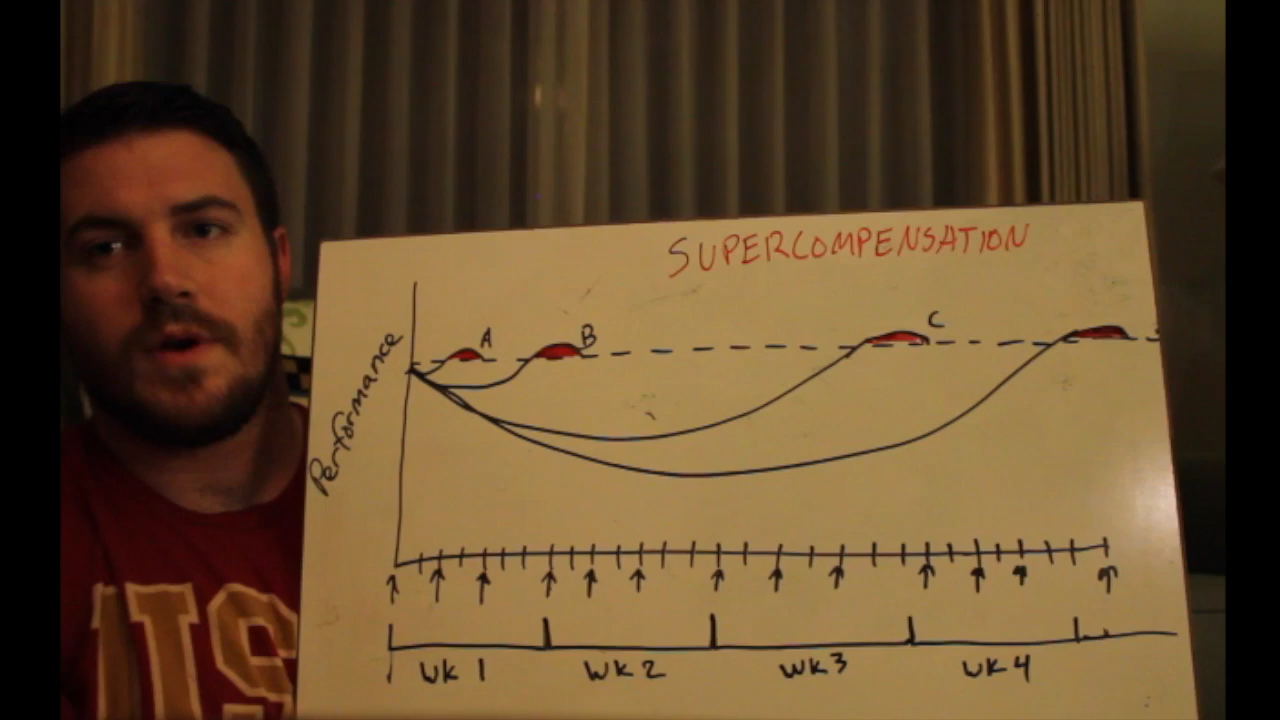 SUPERCOMPENSATION
A
B
C
Performance
WK 1
WK 2
WK 3
WK 4